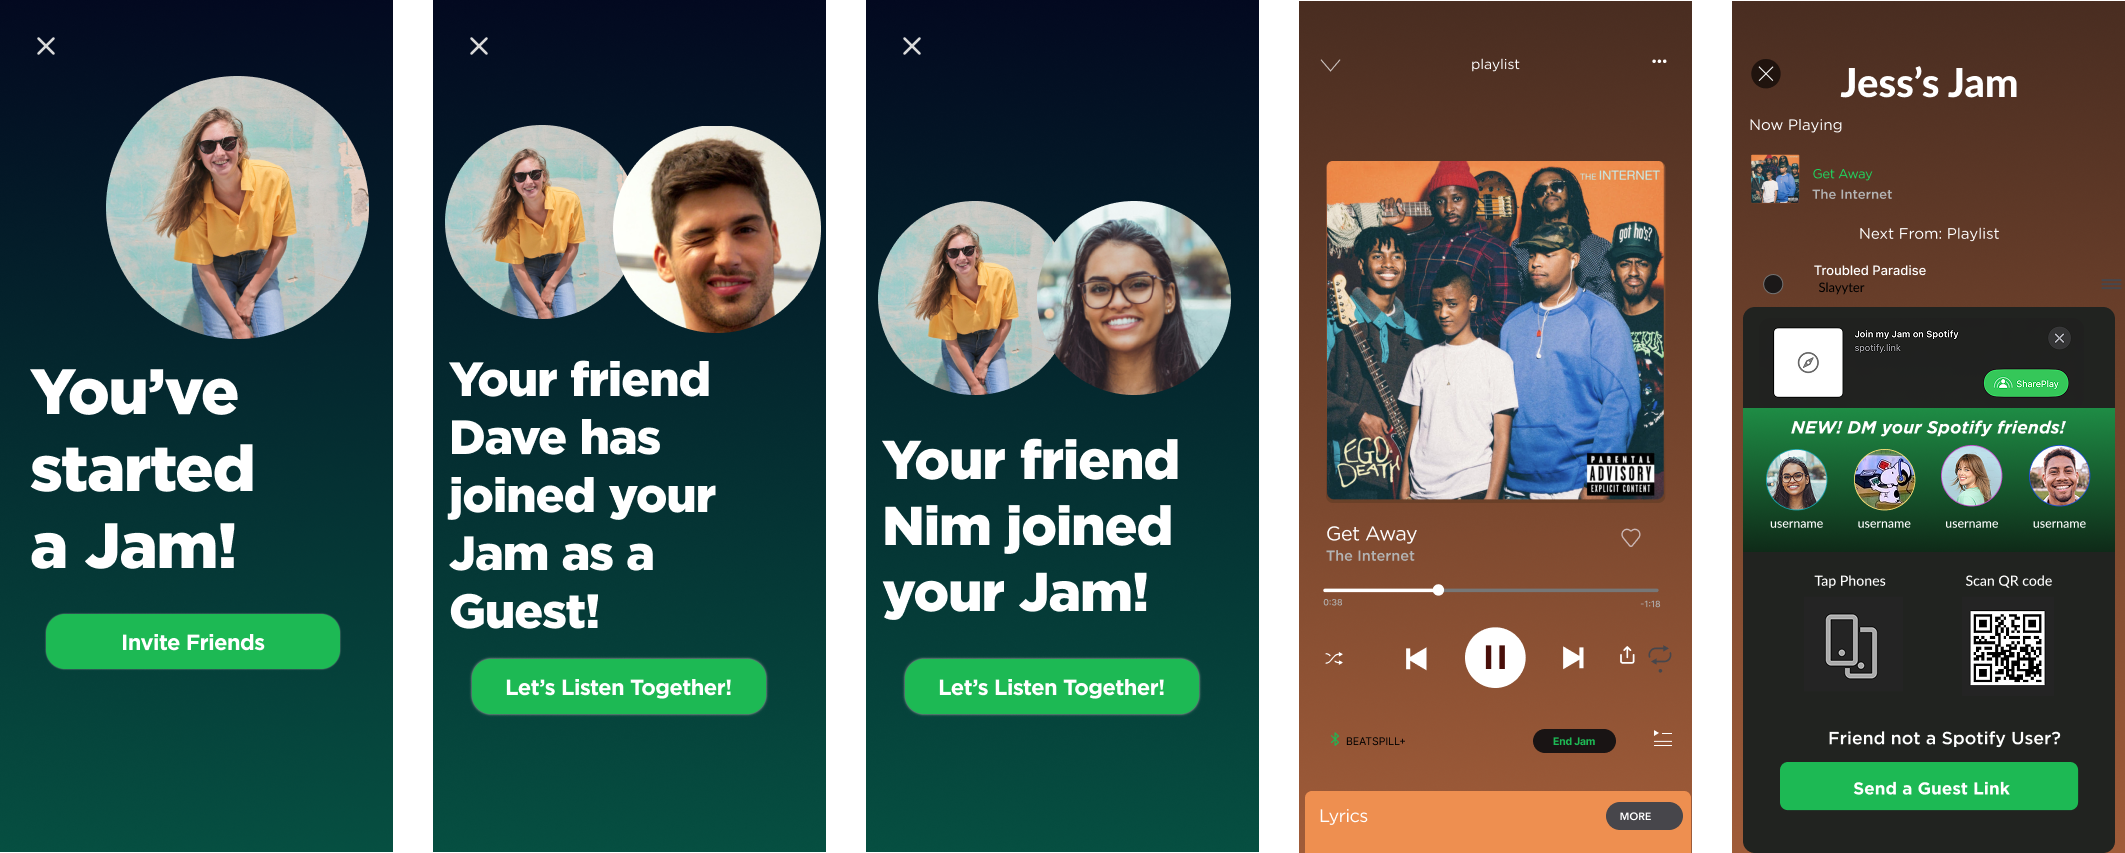 You've
started
a Jam!
Invite Friends
Your friend
Dave has
joined your
Jam as a
Guest!
Let's Listen Together!
Your friend
Nim joined
your Jam!
Let's Listen Together!
playlist
THE INTERNET
got ho's?
EGO
DEATH
PARENTAL
ADVISORY
EXPLICIT CONTENT
Get Away
The Internet
0:38
-1:18
BEATSPILL+
End Jam
Lyrics
MORE
Jess's Jam
Now Playing
Get Away
The Internet
Next From: Playlist
Troubled Paradise
Slayyter
Join my Jam on Spotify
spotify.link
SharePlay
NEW! DM your Spotify friends!
username
username
username
username
Tap Phones
Scan QR code
Friend not a Spotify User?
Send a Guest Link